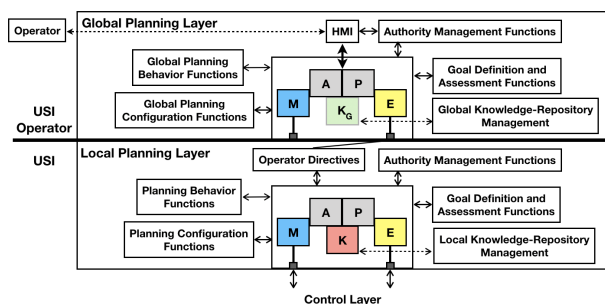 Global Planning Layer
Operator
HMI
Authority Management Functions
Global Planning
Behavior Functions
Goal Definition and
Assessment Functions
A
P
M
E
K_G
Global Planning
Configuration Functions
Global Knowledge-Repository
Management
USI
Operator
USI
Local Planning Layer
Operator Directives
Authority Management Functions
Planning Behavior
Functions
Goal Definition and
Assessment Functions
A
P
M
E
K
Planning Configuration
Functions
Local Knowledge-Repository
Management
Control Layer